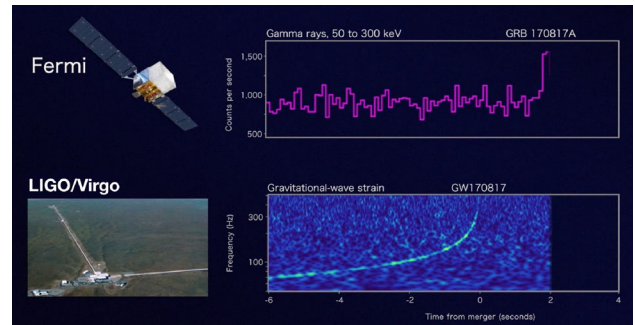 Gamma rays, 50 to 300 keV GRB 170817A
Fermi
Counts per second
1,500
1,000
500
LIGO/Virgo
Gravitational-wave strain GW170817
Frequency (Hz)
300
100
-6 -4 -2 0 2 4
Time from merger (seconds)